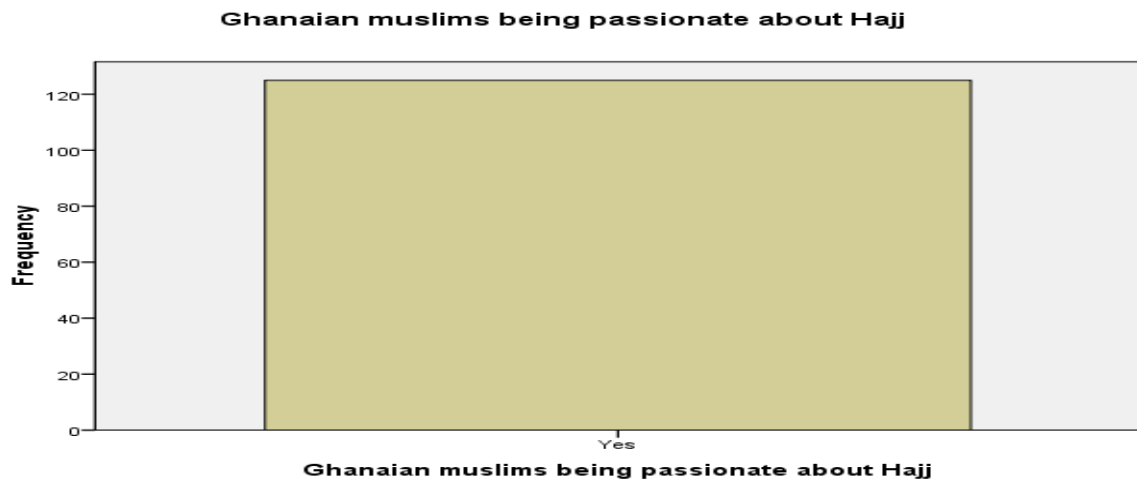 Ghanaian muslims being passionate about Hajj
120
100
80
60
40
20
0
Frequency
Yes
Ghanaian muslims being passionate about Hajj